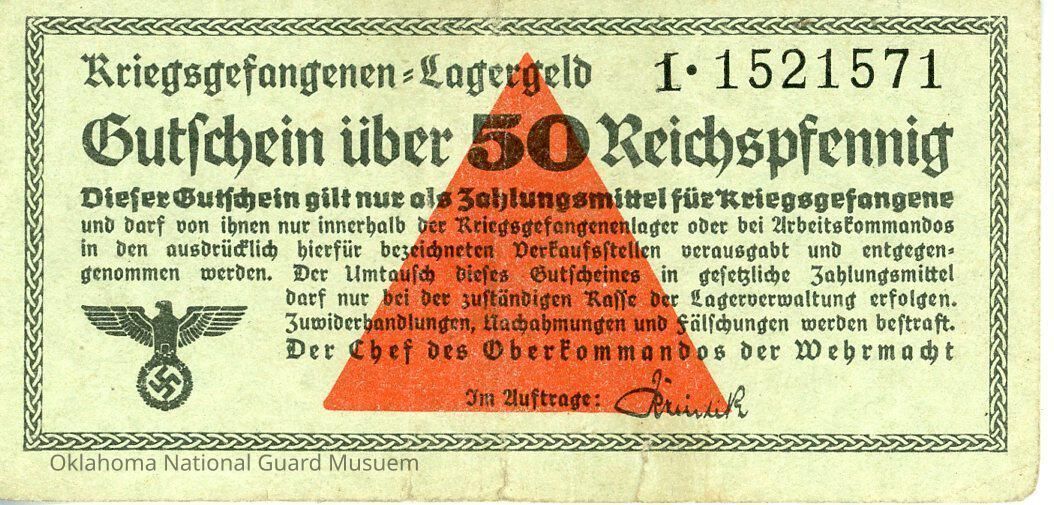 Kriegsgefangenen-Lagergeld
1·1521571
Gutschein über 50 Reichspfennig
Dieser Gutschein gilt nur als Zahlungsmittel für Kriegsgefangene
und darf von ihnen nur innerhalb der Kriegsgefangenenlager oder bei Arbeitskommandos
in den ausdrücklich hierfür bezeichneten Verkaufsstellen verausgabt und entgegen-
genommen werden. Der Umtausch dieses Gutscheines in gesetzliche Zahlungsmittel
darf nur bei der zuständigen Kasse der Lagerverwaltung erfolgen.
Zuwiderhandlungen, Nachahmungen und Fälschungen werden bestraft.
Der Chef des Oberkommandos der Wehrmacht
Im Auftrage:
Oklahoma National Guard Musuem